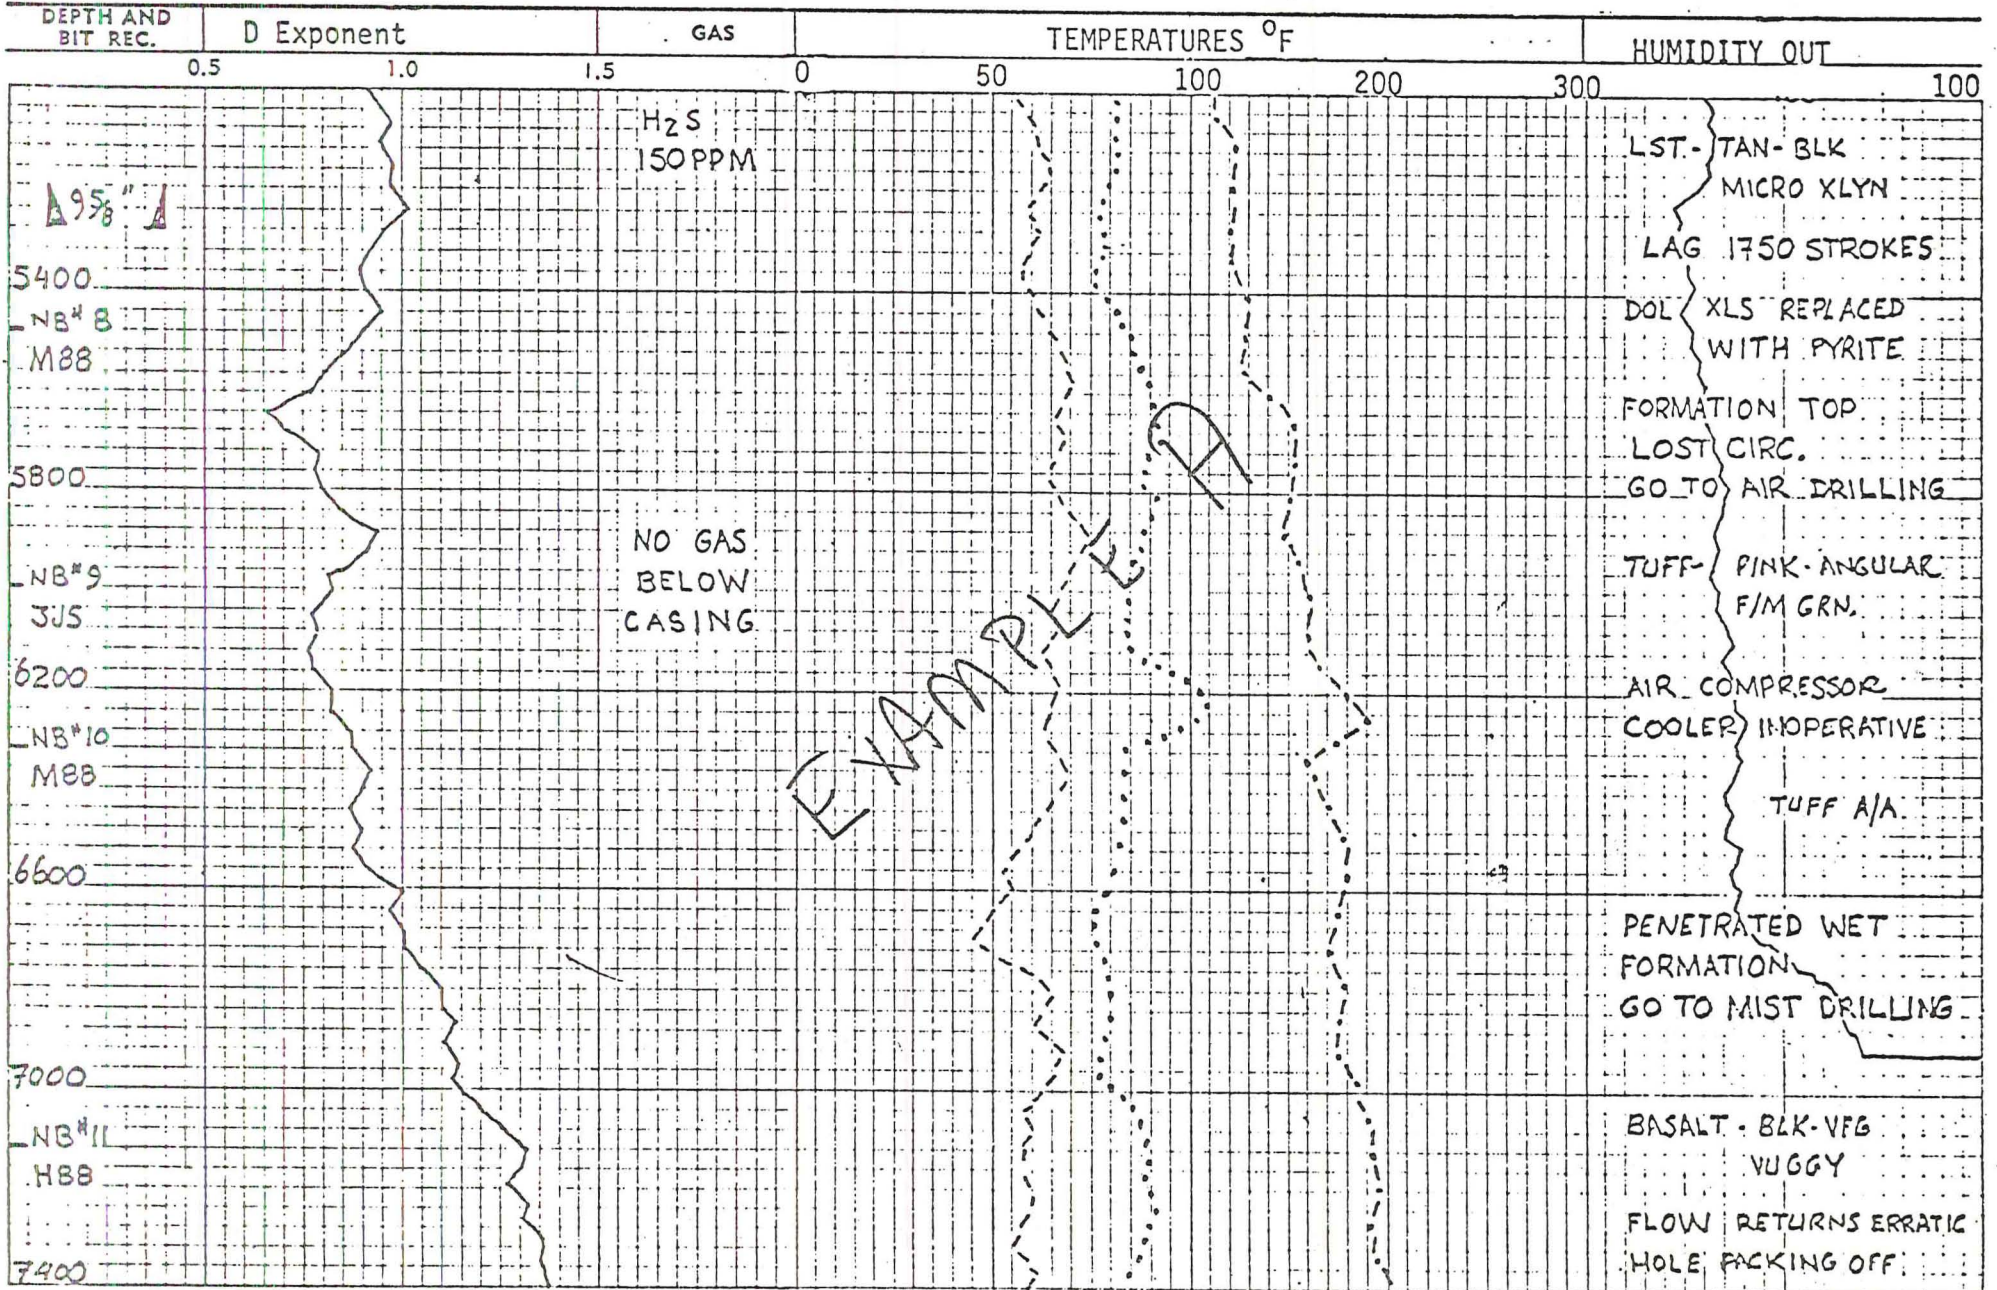 DEPTH AND
BIT REC.
D Exponent
GAS
TEMPERATURES °F
HUMIDITY OUT
0.5 1.0 1.5 0 50 100 200 300 100
H2S
150PPM
LST.- TAN- BLK
MICRO XLYN
9 5/8"
LAG 1750 STROKES
5400
NB# 8
M88
DOL XLS REPLACED
WITH PYRITE
FORMATION TOP
LOST CIRC.
5800
GO TO AIR DRILLING
NO GAS
BELOW
CASING
NB#9
J,JS
TUFF- PINK-ANGULAR
F/M GRN.
6200
AIR COMPRESSOR
COOLER INOPERATIVE
NB#10
M88
EXAMPLE A
TUFF A/A
6600
PENETRATED WET
FORMATION
GO TO MIST DRILLING
7000
NB#11
H88
BASALT - BLK-VFG
VUGGY
FLOW RETURNS ERRATIC
HOLE PACKING OFF
7400